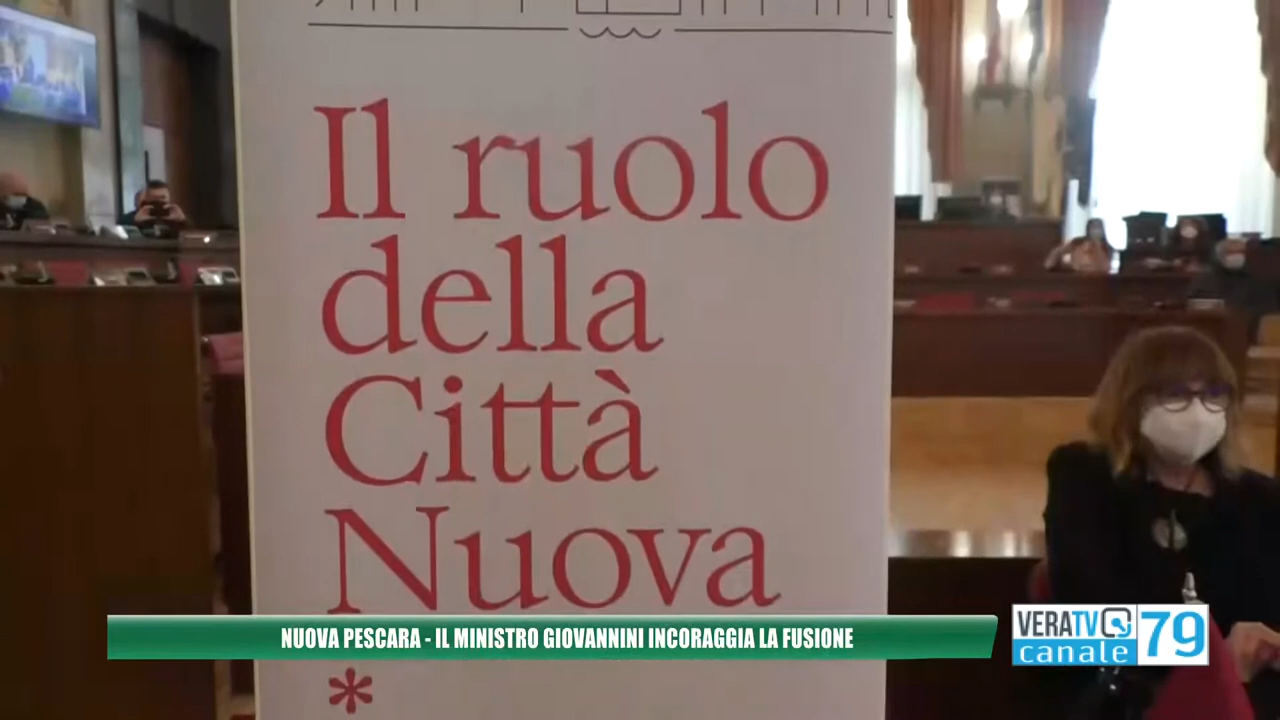 Il ruolo
della
Città
Nuova
*
NUOVA PESCARA - IL MINISTRO GIOVANNINI INCORAGGIA LA FUSIONE
VERATV
canale 79